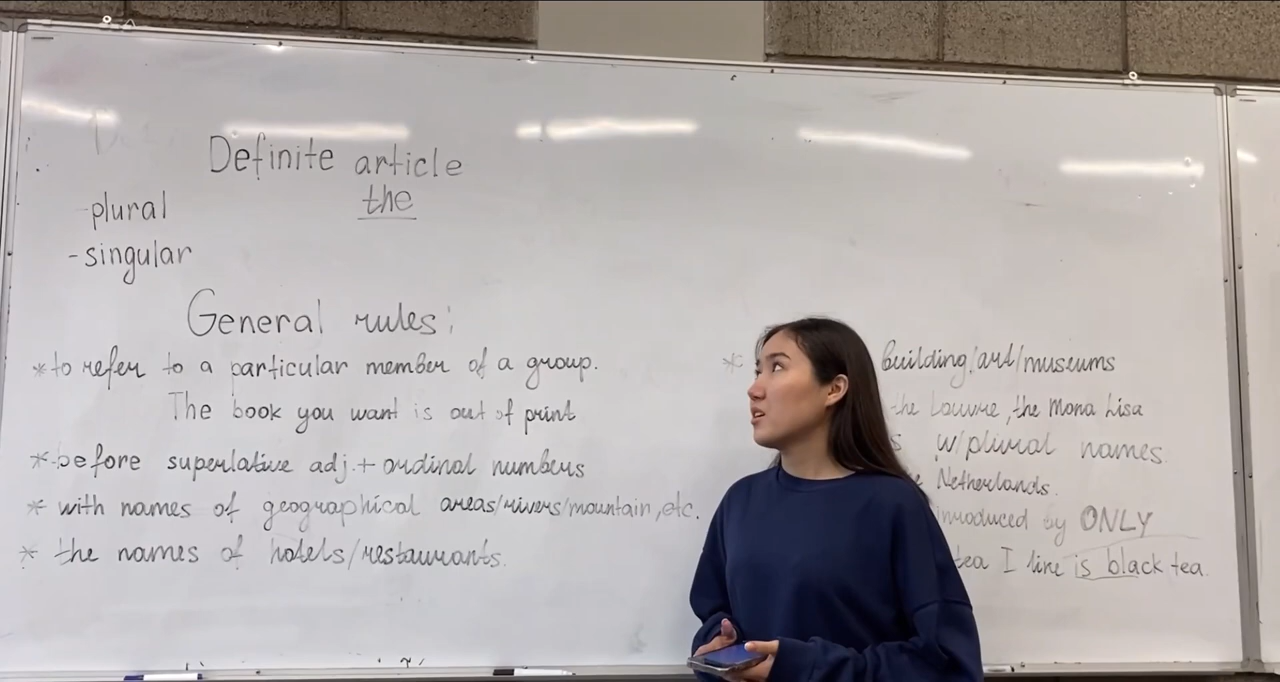 Definite article
the
-plural
-singular
General rules:
*to refer to a particular member of a group.
The book you want is out of print
*before superlative adj.+ ordinal numbers
* with names of geographical areas/rivers/mountain, etc.
* the names of hotels/restaurants.
building/art/museums
the Louvre, the Mona Lisa
w/plural names
Netherlands.
inroduced by ONLY
tea I line is black tea.